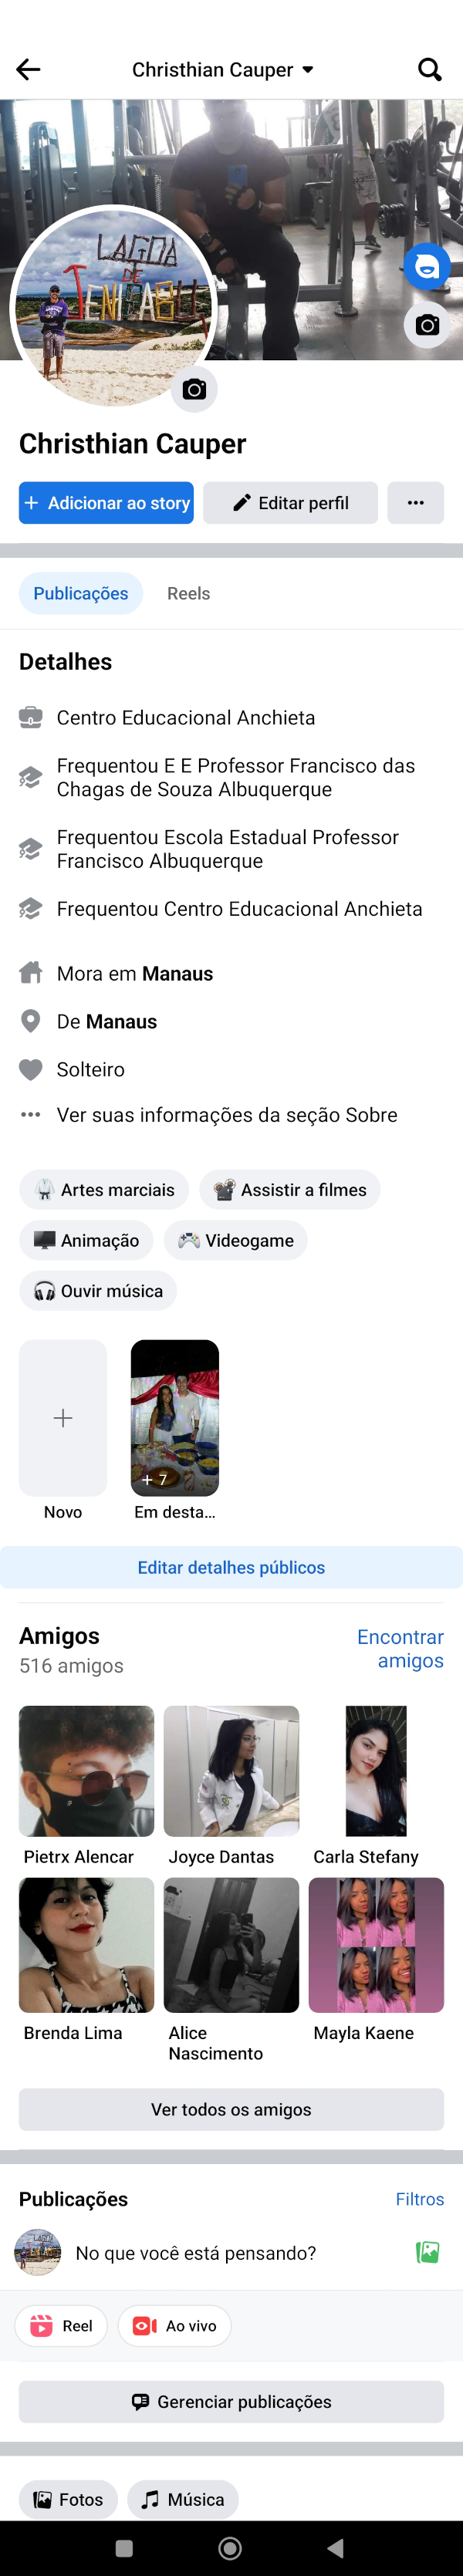 Christhian Cauper
LAGOA
DE
Christhian Cauper
+ Adicionar ao story
Editar perfil
Publicações
Reels
Detalhes
Centro Educacional Anchieta
Frequentou E E Professor Francisco das
Chagas de Souza Albuquerque
Frequentou Escola Estadual Professor
Francisco Albuquerque
Frequentou Centro Educacional Anchieta
Mora em Manaus
De Manaus
Solteiro
Ver suas informações da seção Sobre
Artes marciais
Assistir a filmes
Animação
Videogame
Ouvir música
+ 7
Novo
Em desta...
Editar detalhes públicos
Amigos
516 amigos
Encontrar
amigos
Pietrx Alencar
Joyce Dantas
Carla Stefany
Brenda Lima
Alice
Nascimento
Mayla Kaene
Ver todos os amigos
Publicações
Filtros
No que você está pensando?
Reel
Ao vivo
Gerenciar publicações
Fotos
Música